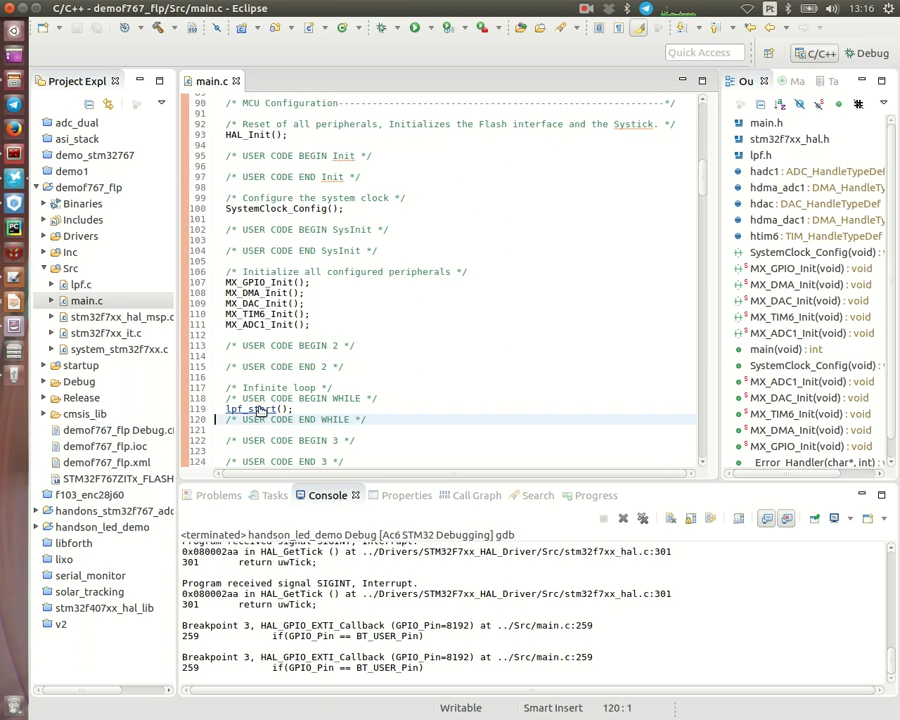 C/C++ - demof767_flp/Src/main.c - Eclipse
Pt
13:16
Quick Access
C/C++
Debug
Project Expl
adc_dual
asi_stack
demo_stm32767
demo1
demof767_flp
Binaries
Includes
Drivers
Inc
Src
lpf.c
main.c
stm32f7xx_hal_msp.c
stm32f7xx_it.c
system_stm32f7xx.c
startup
Debug
Release
cmsis_lib
demof767_flp Debug.c
demof767_flp.ioc
demof767_flp.xml
STM32F767ZITx_FLASH
f103_enc28j60
handons_stm32f767_adc
handson_led_demo
libforth
lixo
serial_monitor
solar_tracking
stm32f407xx_hal_lib
v2
main.c
90 /* MCU Configuration----------------------------------------------------------*/
91
92 /* Reset of all peripherals, Initializes the Flash interface and the Systick. */
93 HAL_Init();
94
95 /* USER CODE BEGIN Init */
96
97 /* USER CODE END Init */
98
99 /* Configure the system clock */
100 SystemClock_Config();
101
102 /* USER CODE BEGIN SysInit */
103
104 /* USER CODE END SysInit */
105
106 /* Initialize all configured peripherals */
107 MX_GPIO_Init();
108 MX_DMA_Init();
109 MX_DAC_Init();
110 MX_TIM6_Init();
111 MX_ADC1_Init();
112
113 /* USER CODE BEGIN 2 */
114
115 /* USER CODE END 2 */
116
117 /* Infinite loop */
118 /* USER CODE BEGIN WHILE */
119 lpf_start();
120 /* USER CODE END WHILE */
121
122 /* USER CODE BEGIN 3 */
123
124 /* USER CODE END 3 */
Ou
Ma
Ta
main.h
stm32f7xx_hal.h
lpf.h
hadc1 : ADC_HandleTypeDef
hdma_adc1 : DMA_Handle
hdac : DAC_HandleTypeDef
hdma_dac1 : DMA_Handle
htim6 : TIM_HandleTypeDef
SystemClock_Config(void)
MX_GPIO_Init(void) : void
MX_DMA_Init(void) : void
MX_DAC_Init(void) : void
MX_TIM6_Init(void) : void
MX_ADC1_Init(void) : void
main(void) : int
SystemClock_Config(void)
MX_ADC1_Init(void) : void
MX_DAC_Init(void) : void
MX_TIM6_Init(void) : void
MX_DMA_Init(void) : void
MX_GPIO_Init(void) : void
_Error_Handler(char*, int)
Problems
Tasks
Console
Properties
Call Graph
Search
Progress
<terminated> handson_led_demo Debug [Ac6 STM32 Debugging] gdb
Program received signal SIGINT, Interrupt.
0x080002aa in HAL_GetTick () at ../Drivers/STM32F7xx_HAL_Driver/Src/stm32f7xx_hal.c:301
301 return uwTick;
Program received signal SIGINT, Interrupt.
0x080002aa in HAL_GetTick () at ../Drivers/STM32F7xx_HAL_Driver/Src/stm32f7xx_hal.c:301
301 return uwTick;
Breakpoint 3, HAL_GPIO_EXTI_Callback (GPIO_Pin=8192) at ../Src/main.c:259
259 if(GPIO_Pin == BT_USER_Pin)
Breakpoint 3, HAL_GPIO_EXTI_Callback (GPIO_Pin=8192) at ../Src/main.c:259
259 if(GPIO_Pin == BT_USER_Pin)
Writable
Smart Insert
120 : 1